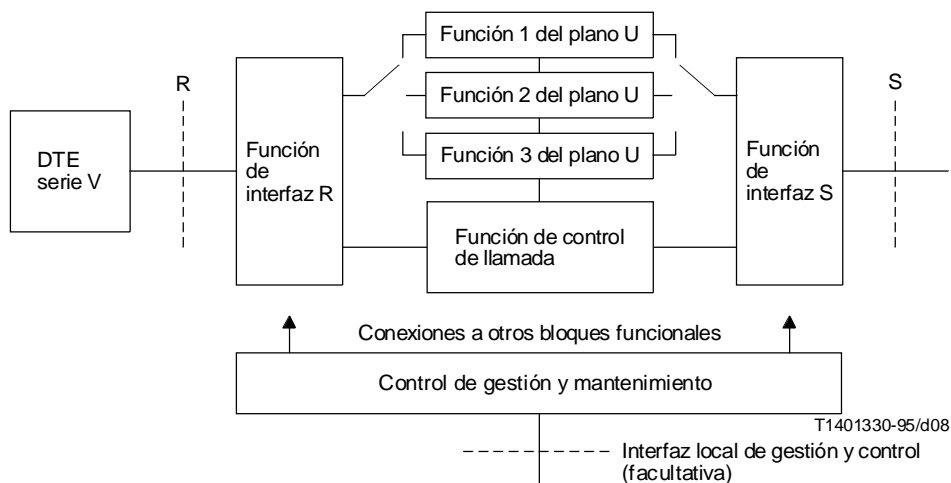 Función 1 del plano U
R
S
Función 2 del plano U
DTE
serie V
Función
de
interfaz R
Función 3 del plano U
Función
de
interfaz S
Función de control
de llamada
Conexiones a otros bloques funcionales
Control de gestión y mantenimiento
T1401330-95/d08
Interfaz local de gestión y control
(facultativa)